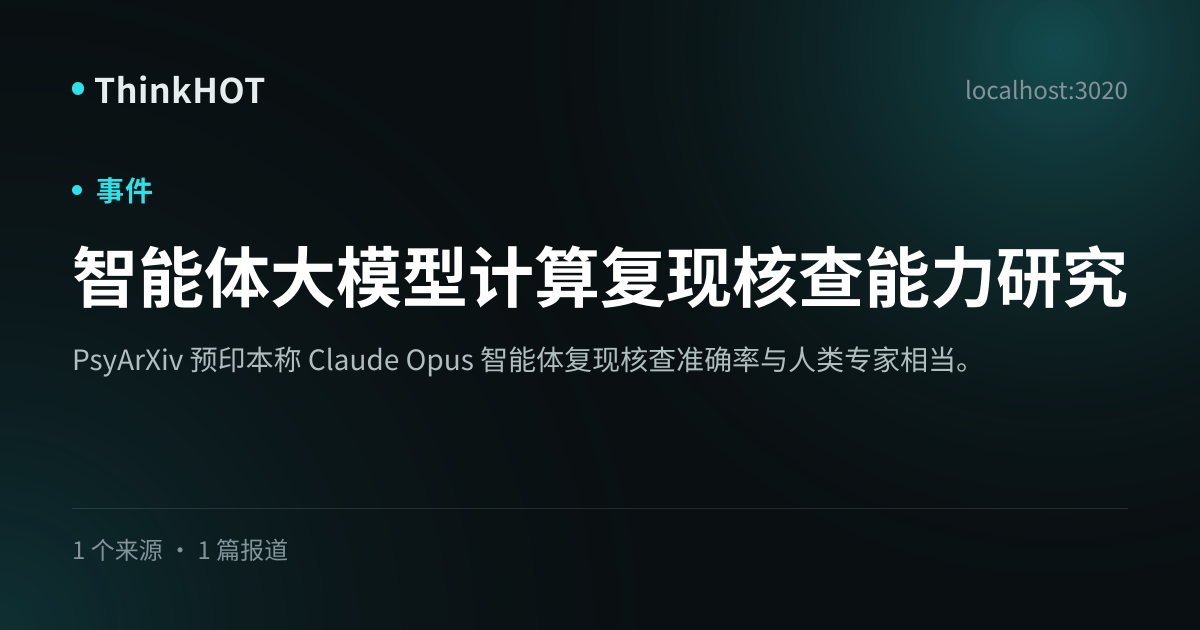 ThinkHOT
localhost:3020
事件
智能体大模型计算复现核查能力研究
PsyArXiv 预印本称 Claude Opus 智能体复现核查准确率与人类专家相当。
1 个来源 · 1 篇报道